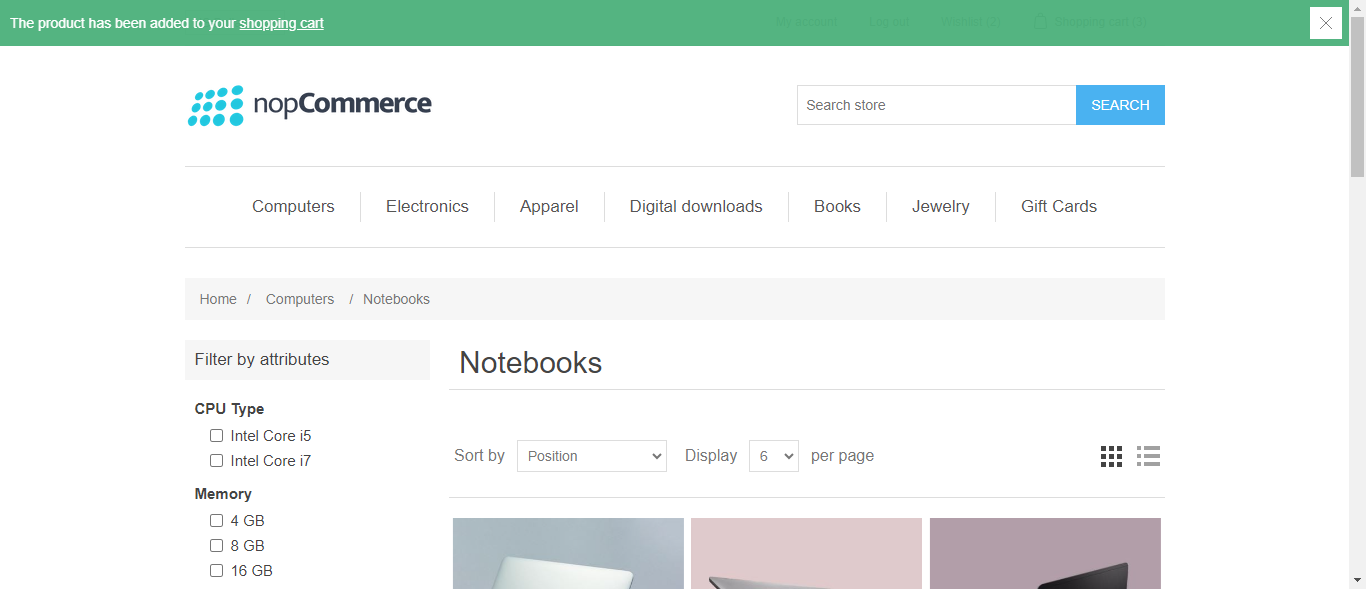 The product has been added to your shopping cart
My account Log out Wishlist (2) Shopping cart
nopCommerce
Search store SEARCH
Computers Electronics Apparel Digital downloads Books Jewelry Gift Cards
Home / Computers / Notebooks
Filter by attributes
Notebooks
CPU Type
Intel Core i5
Intel Core i7
Sort by Position Display 6 per page
Memory
4 GB
8 GB
16 GB